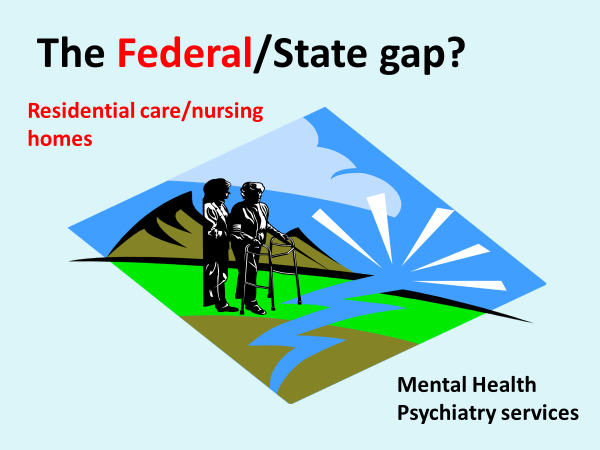 The Federal/State gap?
Residential care/nursing
homes
Mental Health
Psychiatry services